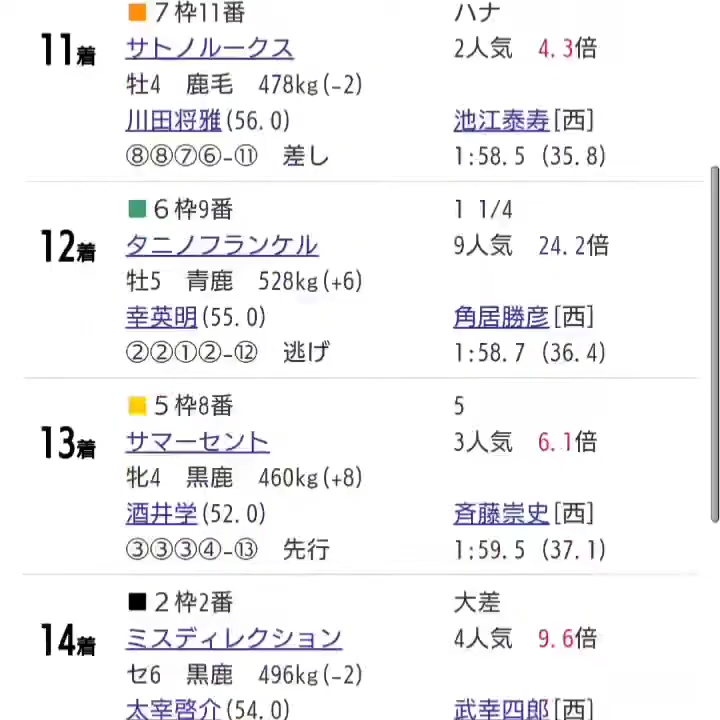 7枠11番 ハナ
11着 サトノルークス 2人気 4.3倍
牡4 鹿毛 478kg(-2)
川田将雅(56.0) 池江泰寿[西]
⑧⑧⑦⑥-⑪ 差し 1:58.5 (35.8)
6枠9番 1 1/4
12着 タニノフランケル 9人気 24.2倍
牡5 青鹿 528kg(+6)
幸英明(55.0) 角居勝彦[西]
②②①②-⑫ 逃げ 1:58.7 (36.4)
5枠8番 5
13着 サマーセント 3人気 6.1倍
牝4 黒鹿 460kg(+8)
酒井学(52.0) 斉藤崇史[西]
③③③④-⑬ 先行 1:59.5 (37.1)
2枠2番 大差
14着 ミスディレクション 4人気 9.6倍
セ6 黒鹿 496kg(-2)
太宰啓介(54.0) 武幸四郎[西]